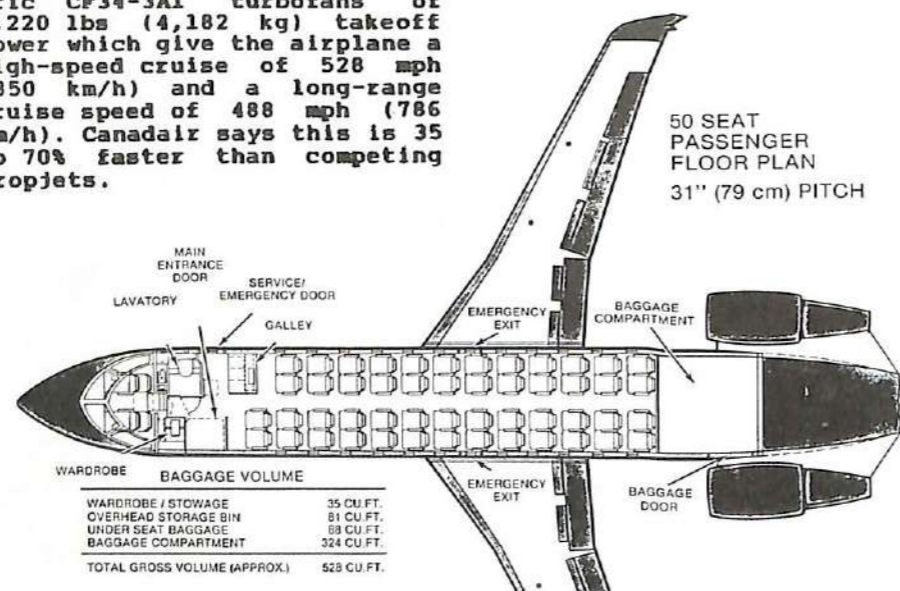 ric CF34-3A1 turbofans of
,220 lbs (4,182 kg) takeoff
ower which give the airplane a
igh-speed cruise of 528 mph
850 km/h) and a long-range
ruise speed of 488 mph (786
m/h). Canadair says this is 35
o 70% faster than competing
ropjets.
50 SEAT
PASSENGER
FLOOR PLAN
31" (79 cm) PITCH
MAIN
ENTRANCE
DOOR
LAVATORY
SERVICE/
EMERGENCY DOOR
GALLEY
EMERGENCY
EXIT
BAGGAGE
COMPARTMENT
WARDROBE
EMERGENCY
EXIT
BAGGAGE
DOOR
BAGGAGE VOLUME
WARDROBE / STOWAGE 35 CU.FT.
OVERHEAD STORAGE BIN 81 CU.FT.
UNDER SEAT BAGGAGE 88 CU.FT.
BAGGAGE COMPARTMENT 324 CU.FT.
TOTAL GROSS VOLUME (APPROX.) 528 CU.FT.